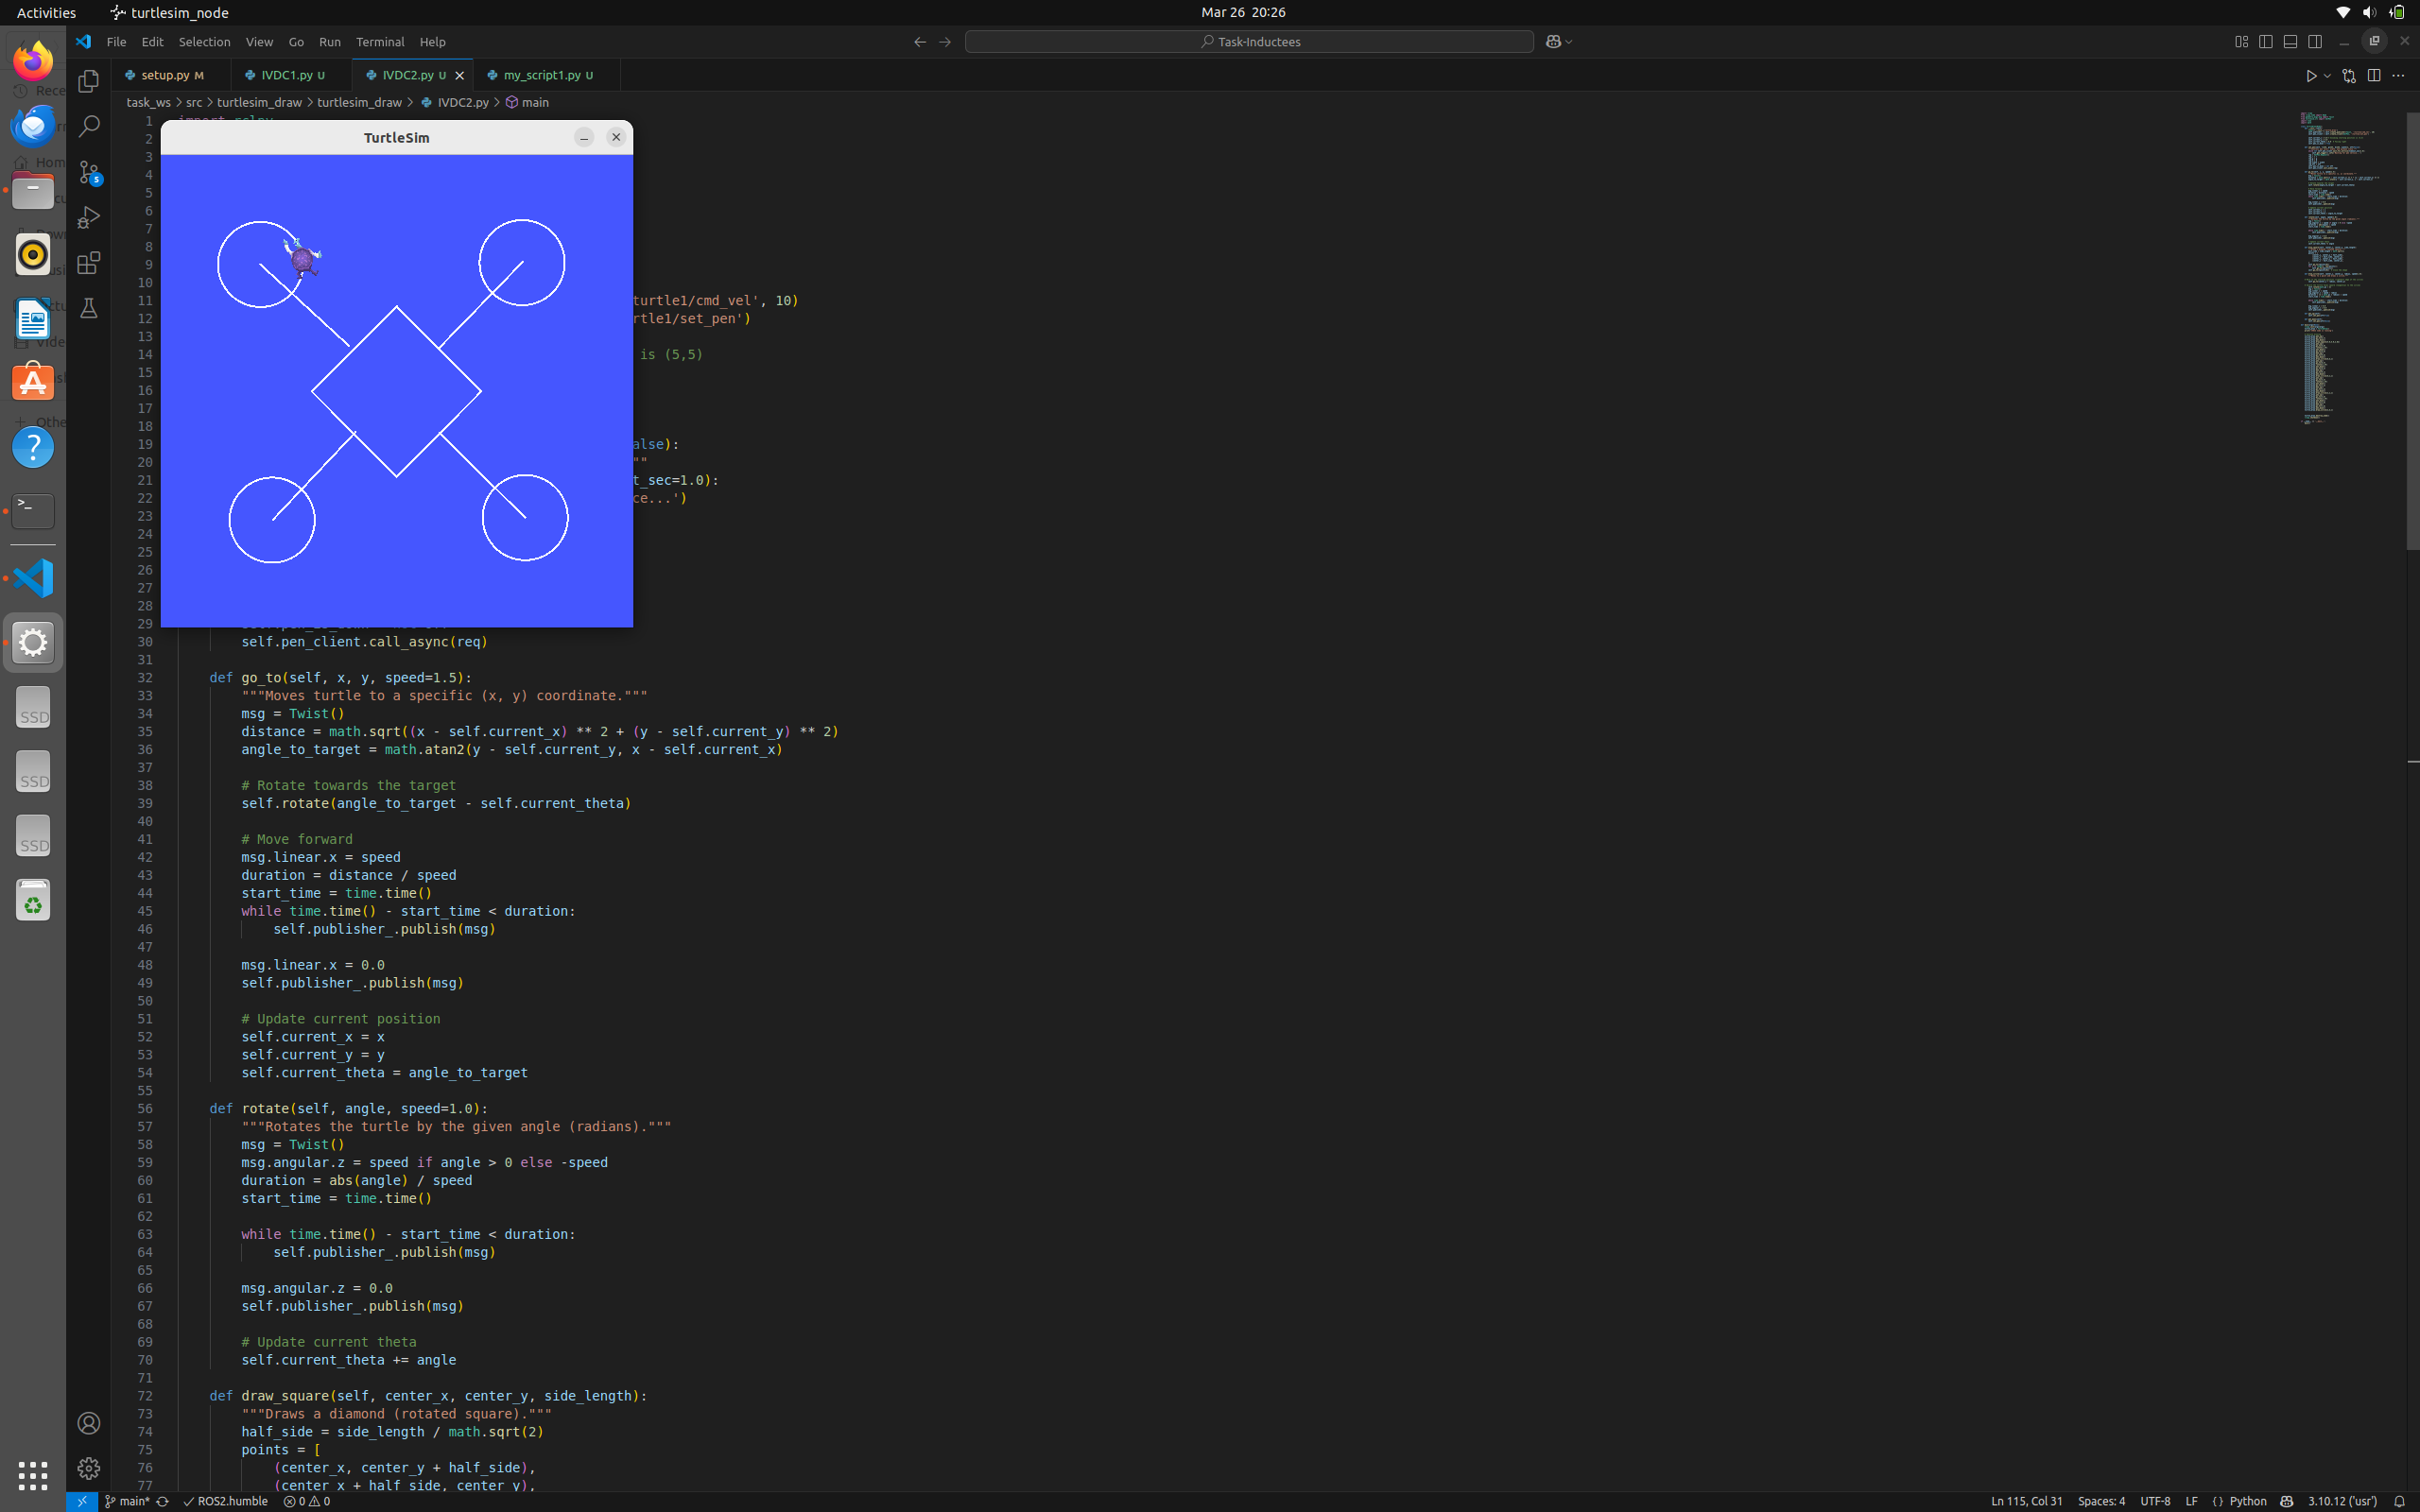 Activities turtlesim_node Mar 26 20:26
File Edit Selection View Go Run Terminal Help Task-Inductees
setup.py M IVDC1.py U IVDC2.py U my_script1.py U
task_ws > src > turtlesim_draw > turtlesim_draw > IVDC2.py > main
TurtleSim
1 import rclpy
2
3
4
5
6
7
8
9
10
11 turtle1/cmd_vel', 10)
12 rtle1/set_pen')
13
14 is (5,5)
15
16
17
18
19 alse):
20 ""
21 t_sec=1.0):
22 ce...')
23
24
25
26
27
28
29
30 self.pen_client.call_async(req)
31
32 def go_to(self, x, y, speed=1.5):
33 """Moves turtle to a specific (x, y) coordinate."""
34 msg = Twist()
35 distance = math.sqrt((x - self.current_x) ** 2 + (y - self.current_y) ** 2)
36 angle_to_target = math.atan2(y - self.current_y, x - self.current_x)
37
38 # Rotate towards the target
39 self.rotate(angle_to_target - self.current_theta)
40
41 # Move forward
42 msg.linear.x = speed
43 duration = distance / speed
44 start_time = time.time()
45 while time.time() - start_time < duration:
46 self.publisher_.publish(msg)
47
48 msg.linear.x = 0.0
49 self.publisher_.publish(msg)
50
51 # Update current position
52 self.current_x = x
53 self.current_y = y
54 self.current_theta = angle_to_target
55
56 def rotate(self, angle, speed=1.0):
57 """Rotates the turtle by the given angle (radians)."""
58 msg = Twist()
59 msg.angular.z = speed if angle > 0 else -speed
60 duration = abs(angle) / speed
61 start_time = time.time()
62
63 while time.time() - start_time < duration:
64 self.publisher_.publish(msg)
65
66 msg.angular.z = 0.0
67 self.publisher_.publish(msg)
68
69 # Update current theta
70 self.current_theta += angle
71
72 def draw_square(self, center_x, center_y, side_length):
73 """Draws a diamond (rotated square)."""
74 half_side = side_length / math.sqrt(2)
75 points = [
76 (center_x, center_y + half_side),
77 (center_x + half_side, center_y),
SSD
SSD
SSD
main* ROS2.humble 0 0 Ln 115, Col 31 Spaces: 4 UTF-8 LF {} Python 3.10.12 ('usr')